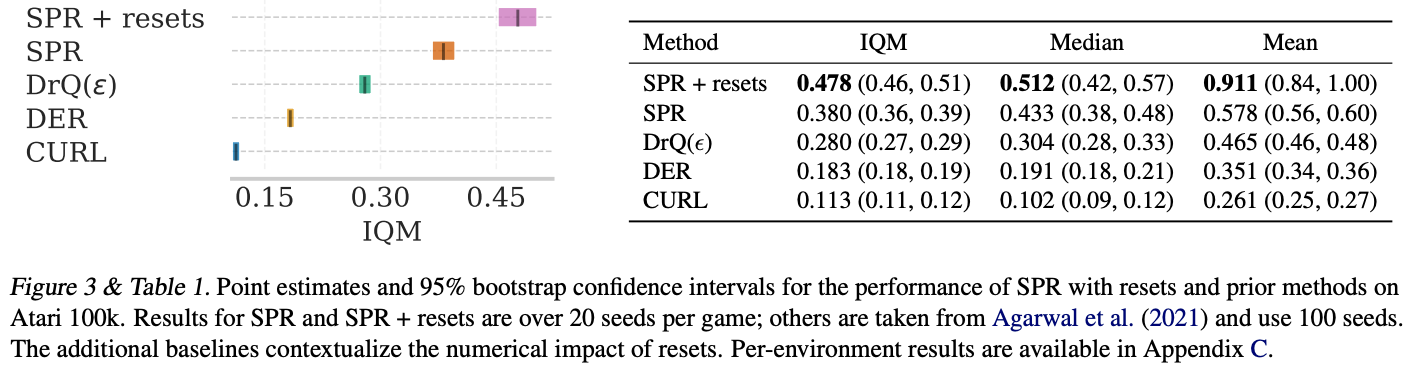 SPR + resets
SPR
DrQ(ε)
DER
CURL
0.15 0.30 0.45
IQM
Method IQM Median Mean
SPR + resets 0.478 (0.46, 0.51) 0.512 (0.42, 0.57) 0.911 (0.84, 1.00)
SPR 0.380 (0.36, 0.39) 0.433 (0.38, 0.48) 0.578 (0.56, 0.60)
DrQ(ϵ) 0.280 (0.27, 0.29) 0.304 (0.28, 0.33) 0.465 (0.46, 0.48)
DER 0.183 (0.18, 0.19) 0.191 (0.18, 0.21) 0.351 (0.34, 0.36)
CURL 0.113 (0.11, 0.12) 0.102 (0.09, 0.12) 0.261 (0.25, 0.27)
Figure 3 & Table 1. Point estimates and 95% bootstrap confidence intervals for the performance of SPR with resets and prior methods on
Atari 100k. Results for SPR and SPR + resets are over 20 seeds per game; others are taken from Agarwal et al. (2021) and use 100 seeds.
The additional baselines contextualize the numerical impact of resets. Per-environment results are available in Appendix C.